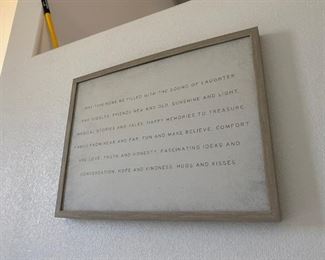 MAY THIS HOME BE FILLED WITH THE SOUND OF LAUGHTER
AND GIGGLES, FRIENDS NEW AND OLD, SUNSHINE AND LIGHT,
MAGICAL STORIES AND TALES, HAPPY MEMORIES TO TREASURE
FAMILY FROM NEAR AND FAR, FUN AND MAKE BELIEVE, COMFORT
AND LOVE, TRUTH AND HONESTY, FASCINATING IDEAS AND
CONVERSATION, HOPE AND KINDNESS, HUGS AND KISSES